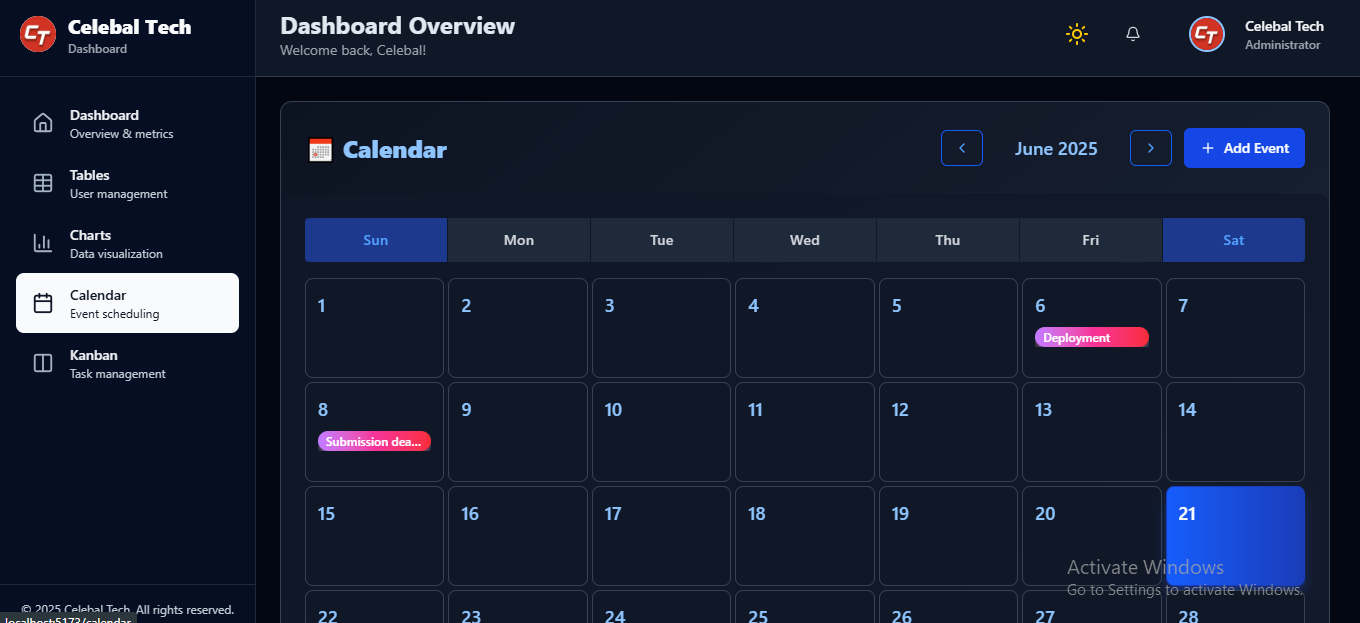 CT
Celebal Tech
Dashboard
Dashboard Overview
Welcome back, Celebal!
CT
Celebal Tech
Administrator
Dashboard
Overview & metrics
Tables
User management
Charts
Data visualization
Calendar
Event scheduling
Kanban
Task management
© 2025 Celebal Tech. All rights reserved.
localhost:5173/calendar
Calendar
June 2025
+ Add Event
Sun Mon Tue Wed Thu Fri Sat
1 2 3 4 5 6 7
Deployment
8 9 10 11 12 13 14
Submission dea...
15 16 17 18 19 20 21
22 23 24 25 26 27 28
Activate Windows
Go to Settings to activate Windows.